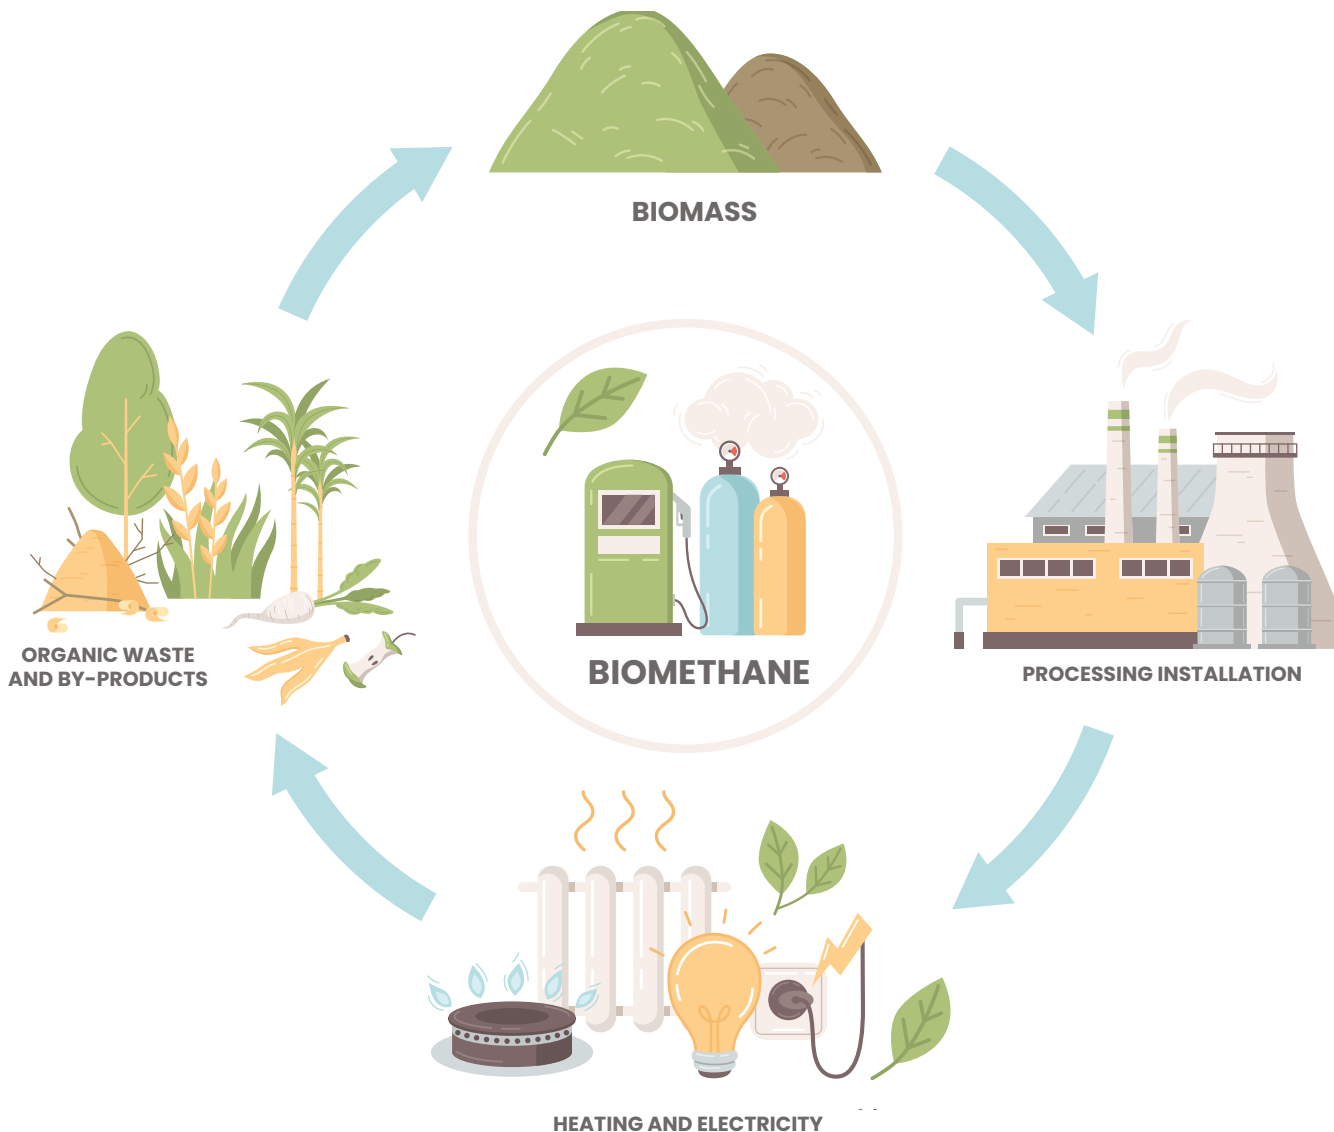 BIOMASS
ORGANIC WASTE
AND BY-PRODUCTS
BIOMETHANE
PROCESSING INSTALLATION
HEATING AND ELECTRICITY